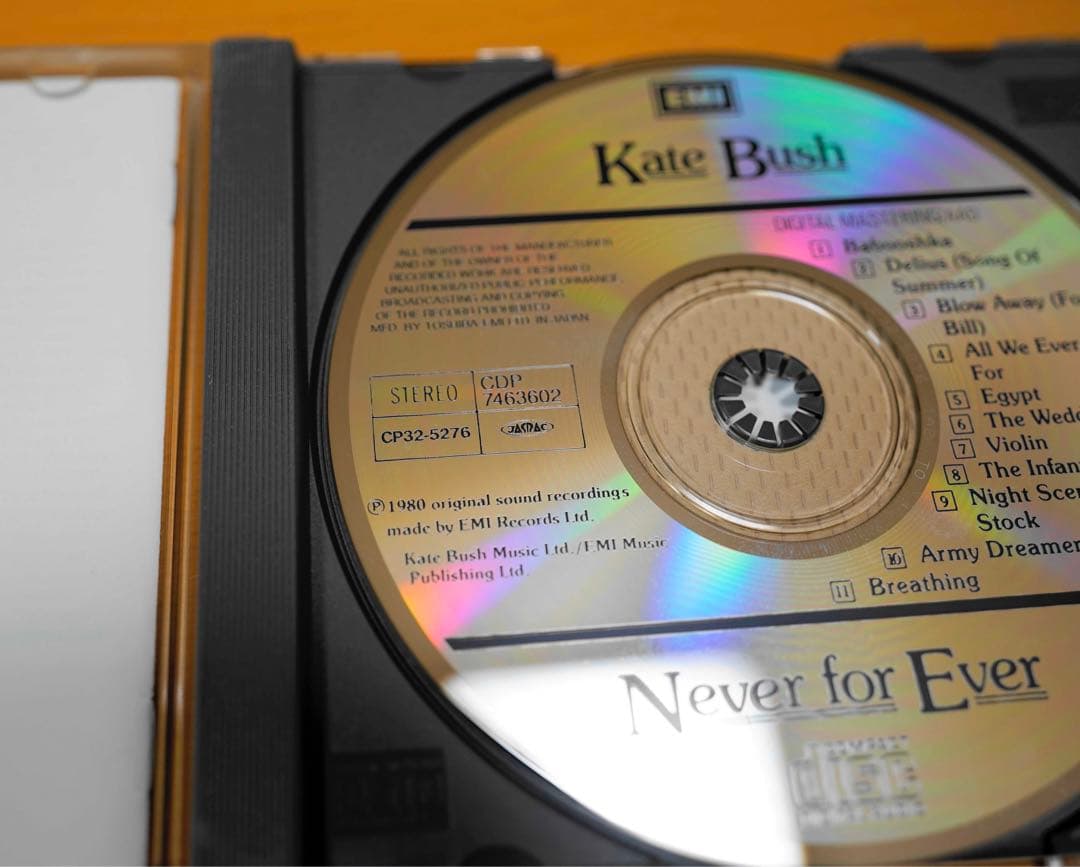 EMI
Kate Bush
DIGITAL MASTERING
ALL RIGHTS OF THE MANUFACTURER
AND OF THE OWNER OF THE
RECORDED WORK ARE RESERVED
UNAUTHORIZED PUBLIC PERFORMANCE,
BROADCASTING AND COPYING
OF THE RECORD PROHIBITED
MFD. BY TOSHIBA EMI LTD. IN JAPAN
1 Babooshka
2 Delius (Song Of
Summer)
3 Blow Away (Fo
Bill)
4 All We Ever
For
5 Egypt
6 The Wedd
7 Violin
8 The Infan
9 Night Scen
Stock
10 Army Dreamer
11 Breathing
STEREO
CDP
7463602
CP32-5276
JASRAC
℗1980 original sound recordings
made by EMI Records Ltd.
Kate Bush Music Ltd./EMI Music
Publishing Ltd.
Never for Ever